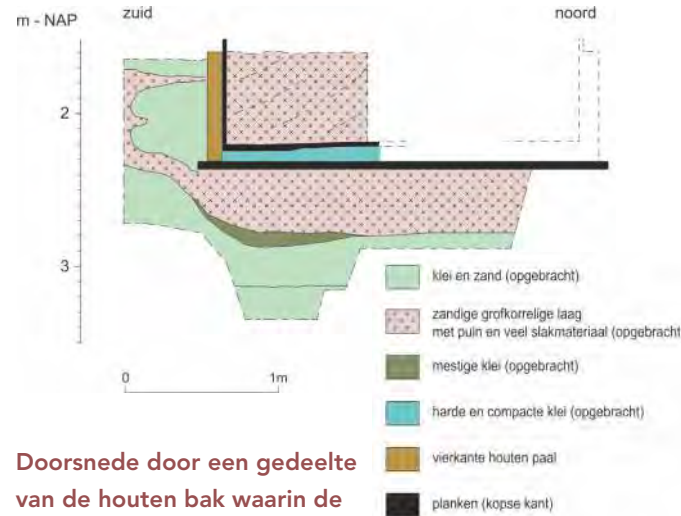 m - NAP
zuid
noord
2
3
klei en zand (opgebracht)
zandige grofkorrelige laag
met puin en veel slakmateriaal (opgebracht
mestige klei (opgebracht)
0
1m
harde en compacte klei (opgebracht)
vierkante houten paal
planken (kopse kant)
Doorsnede door een gedeelte
van de houten bak waarin de